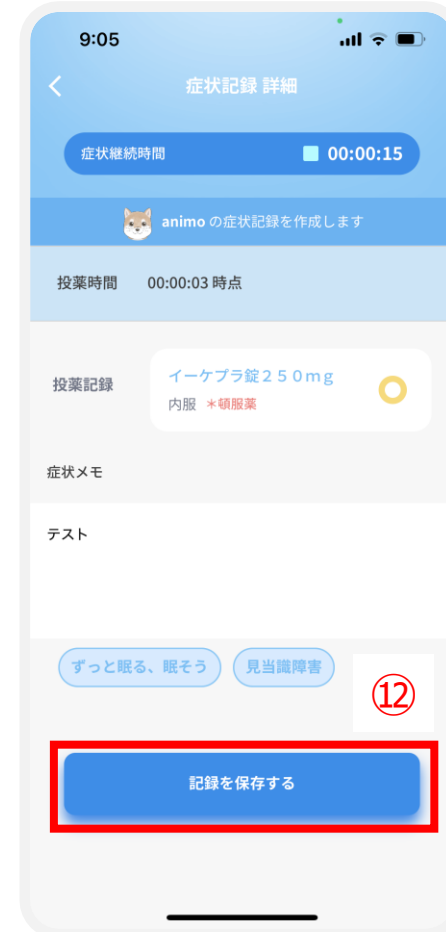 9:05
症状記録 詳細
症状継続時間 00:00:15
animo の症状記録を作成します
投薬時間 00:00:03 時点
投薬記録
イーケプラ錠２５０ｍｇ
内服 ＊頓服薬
症状メモ
テスト
ずっと眠る、眠そう 見当識障害
⑫
記録を保存する